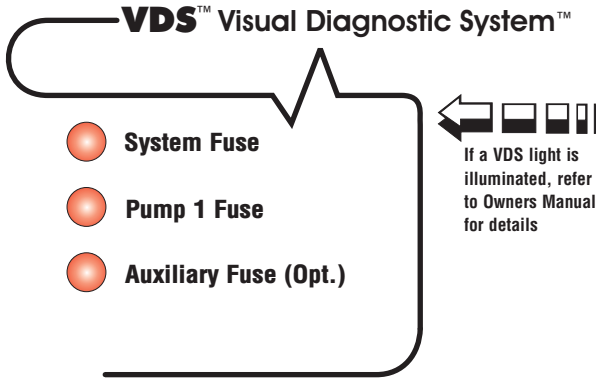 VDS™ Visual Diagnostic System™
System Fuse
Pump 1 Fuse
Auxiliary Fuse (Opt.)
If a VDS light is
illuminated, refer
to Owners Manual
for details